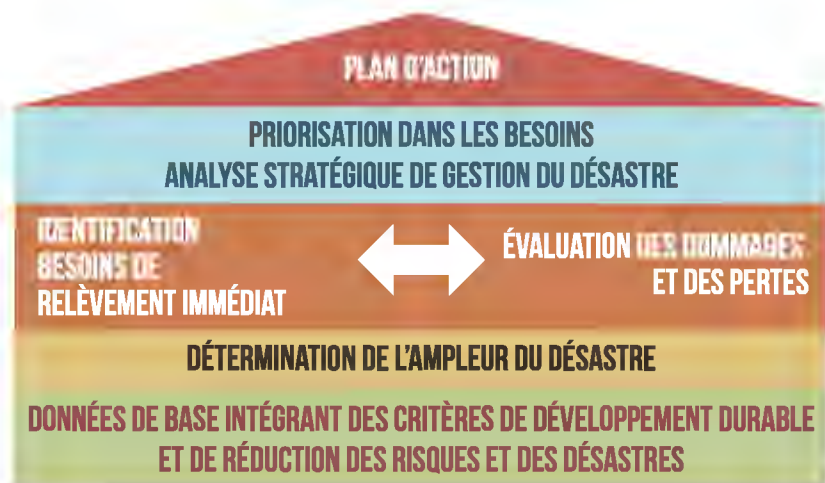 PLAN D'ACTION
PRIORISATION DANS LES BESOINS
ANALYSE STRATÉGIQUE DE GESTION DU DÉSASTRE
IDENTIFICATION
BESOINS DE
RELÈVEMENT IMMÉDIAT
ÉVALUATION DES DOMMAGES
ET DES PERTES
DÉTERMINATION DE L'AMPLEUR DU DÉSASTRE
DONNÉES DE BASE INTÉGRANT DES CRITÈRES DE DÉVELOPPEMENT DURABLE
ET DE RÉDUCTION DES RISQUES ET DES DÉSASTRES